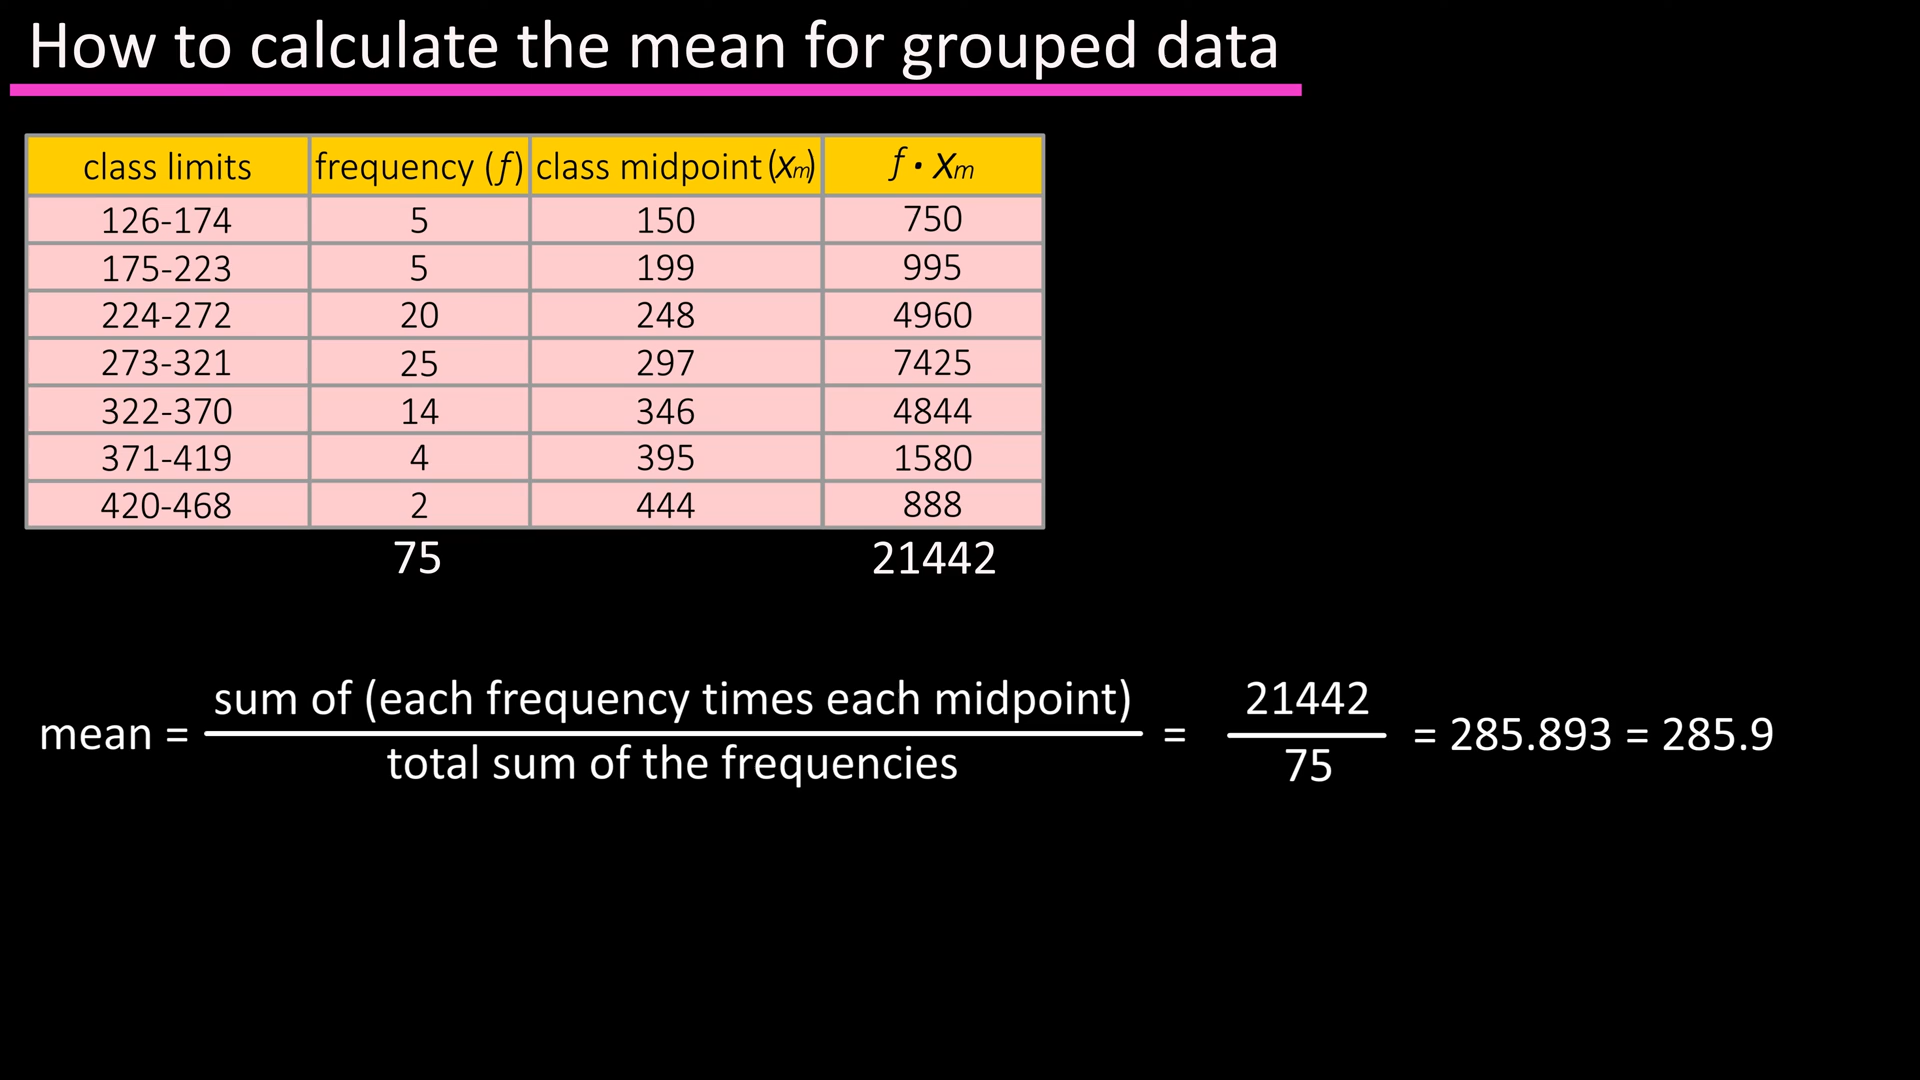 How to calculate the mean for grouped data
class limits frequency (f) class midpoint (xm) f · xm
126-174 5 150 750
175-223 5 199 995
224-272 20 248 4960
273-321 25 297 7425
322-370 14 346 4844
371-419 4 395 1580
420-468 2 444 888
75 21442
sum of (each frequency times each midpoint) 21442
mean = = = 285.893 = 285.9
total sum of the frequencies 75